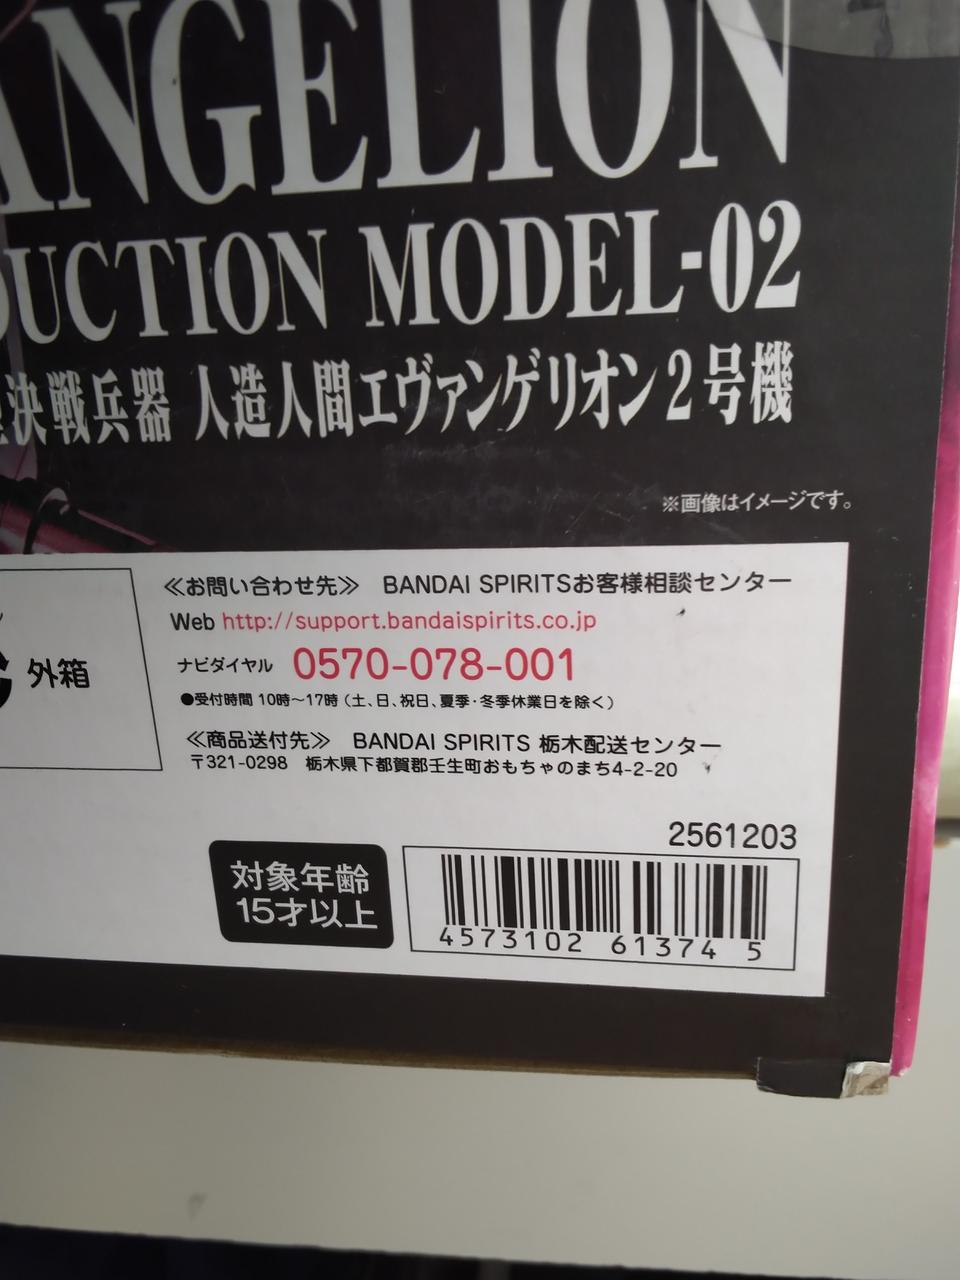 ANGELION
DUCTION MODEL-02
決戦兵器 人造人間エヴァンゲリオン2号機
※画像はイメージです。
≪お問い合わせ先≫ BANDAI SPIRITSお客様相談センター
Web http://support.bandaispirits.co.jp
ナビダイヤル 0570-078-001
●受付時間 10時～17時（土、日、祝日、夏季・冬季休業日を除く）
外箱
≪商品送付先≫ BANDAI SPIRITS 栃木配送センター
〒321-0298 栃木県下都賀郡壬生町おもちゃのまち4-2-20
2561203
対象年齢
15才以上
4573102 61374 5